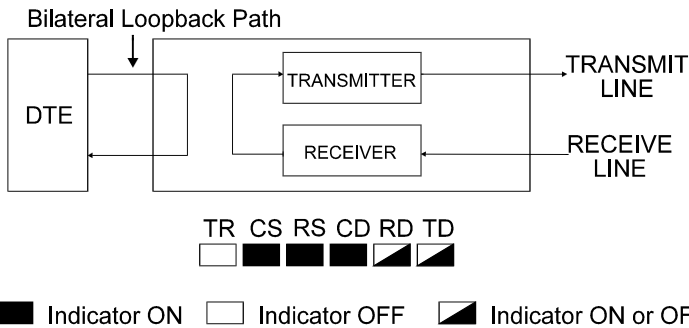 Bilateral Loopback Path
DTE
TRANSMITTER
TRANSMIT
LINE
RECEIVER
RECEIVE
LINE
TR CS RS CD RD TD
Indicator ON Indicator OFF Indicator ON or OF